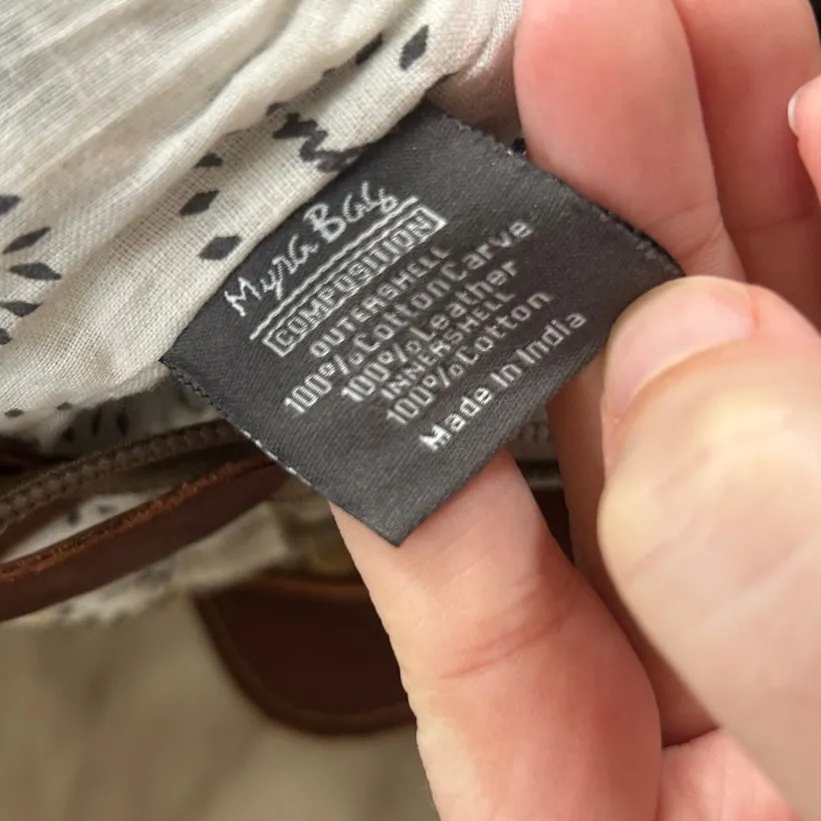 Myra Bag
COMPOSITION
OUTERSHELL
100%CottonCarve
100%Leather
INNERSHELL
100%Cotton
Made In India